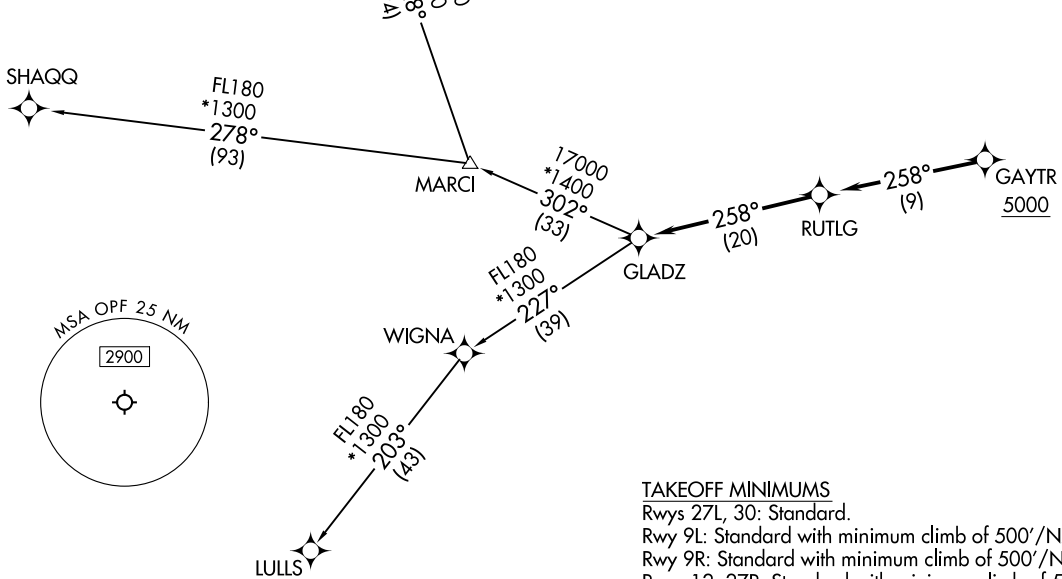 SHAQQ
FL180
*1300
278°
(93)
MARCI
17000
*1400
302°
(33)
GLADZ
258°
(20)
RUTLG
258°
(9)
GAYTR
5000
FL180
*1300
227°
(39)
WIGNA
FL180
*1300
203°
(43)
LULLS
MSA OPF 25 NM
2900
TAKEOFF MINIMUMS
Rwys 27L, 30: Standard.
Rwy 9L: Standard with minimum climb of 500'/N
Rwy 9R: Standard with minimum climb of 500'/N